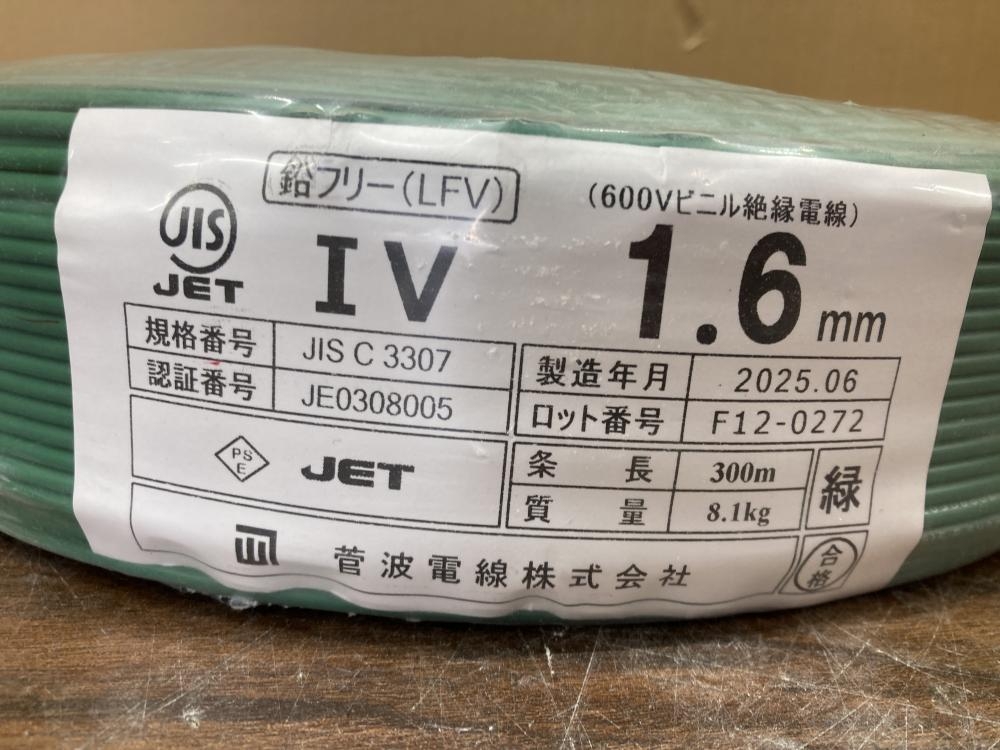 鉛フリー(LFV)
(600Vビニル絶縁電線)
JIS
JET
IV 1.6mm
規格番号 JIS C 3307
認証番号 JE0308005
製造年月 2025.06
ロット番号 F12-0272
PS
E
JET
条長 300m
質量 8.1kg
緑
菅波電線株式会社
合格